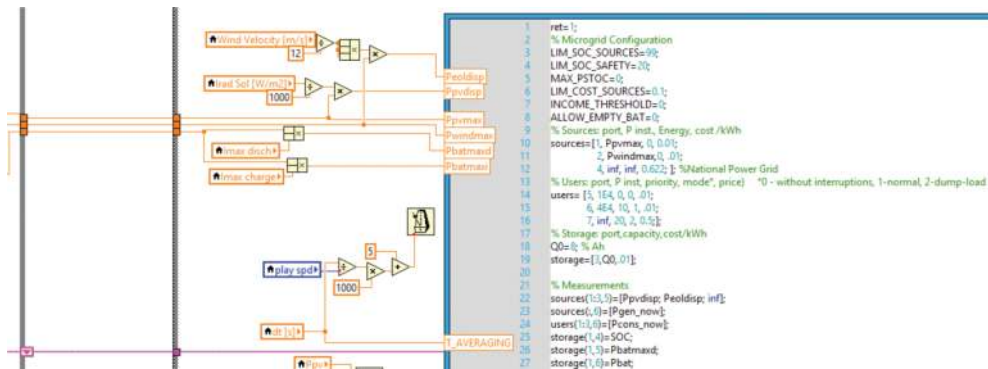 Wind Velocity [m/s]
12
Irad Sol [W/m2]
1000
Imax disch
Imax charge
5
play spd
1000
dt [s]
Ppv
Peoldisp
Ppvdisp
Ppvmax
Pwindmax
Pbatmaxd
Pbatmaxi
T_AVERAGING
1 ret=1;
2 % Microgrid Configuration
3 LIM_SOC_SOURCES=99;
4 LIM_SOC_SAFETY=20;
5 MAX_PSTOC=0;
6 LIM_COST_SOURCES=0.1;
7 INCOME_THRESHOLD=0;
8 ALLOW_EMPTY_BAT=0;
9 % Sources: port, P inst., Energy, cost /kWh
10 sources=[1, Ppvmax, 0, 0.01;
11 2, Pwindmax,0, .01;
12 4, inf, inf, 0.622; ]; %National Power Grid
13 % Users: port, P inst, priority, mode*, price) *0 - without interruptions, 1-normal, 2-dump-load
14 users= [5, 1E4, 0, 0, .01;
15 6, 4E4, 10, 1, .01;
16 7, inf, 20, 2, 0.5;];
17 % Storage: port,capacity,cost/kWh
18 Q0=8; % Ah
19 storage=[3,Q0,.01];
20
21 % Measurements
22 sources(1:3,5)=[Ppvdisp; Peoldisp; inf];
23 sources(:,6)=[Pgen_now];
24 users(1:3,6)=[Pcons_now];
25 storage(1,4)=SOC;
26 storage(1,5)=Pbatmaxd;
27 storage(1,6)=Pbat;